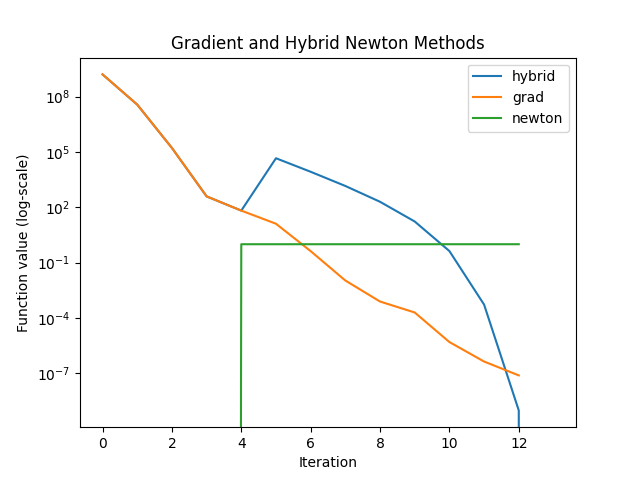 Gradient and Hybrid Newton Methods
hybrid
grad
newton
Function value (log-scale)
10^8
10^5
10^2
10^−1
10^−4
10^−7
0 2 4 6 8 10 12
Iteration